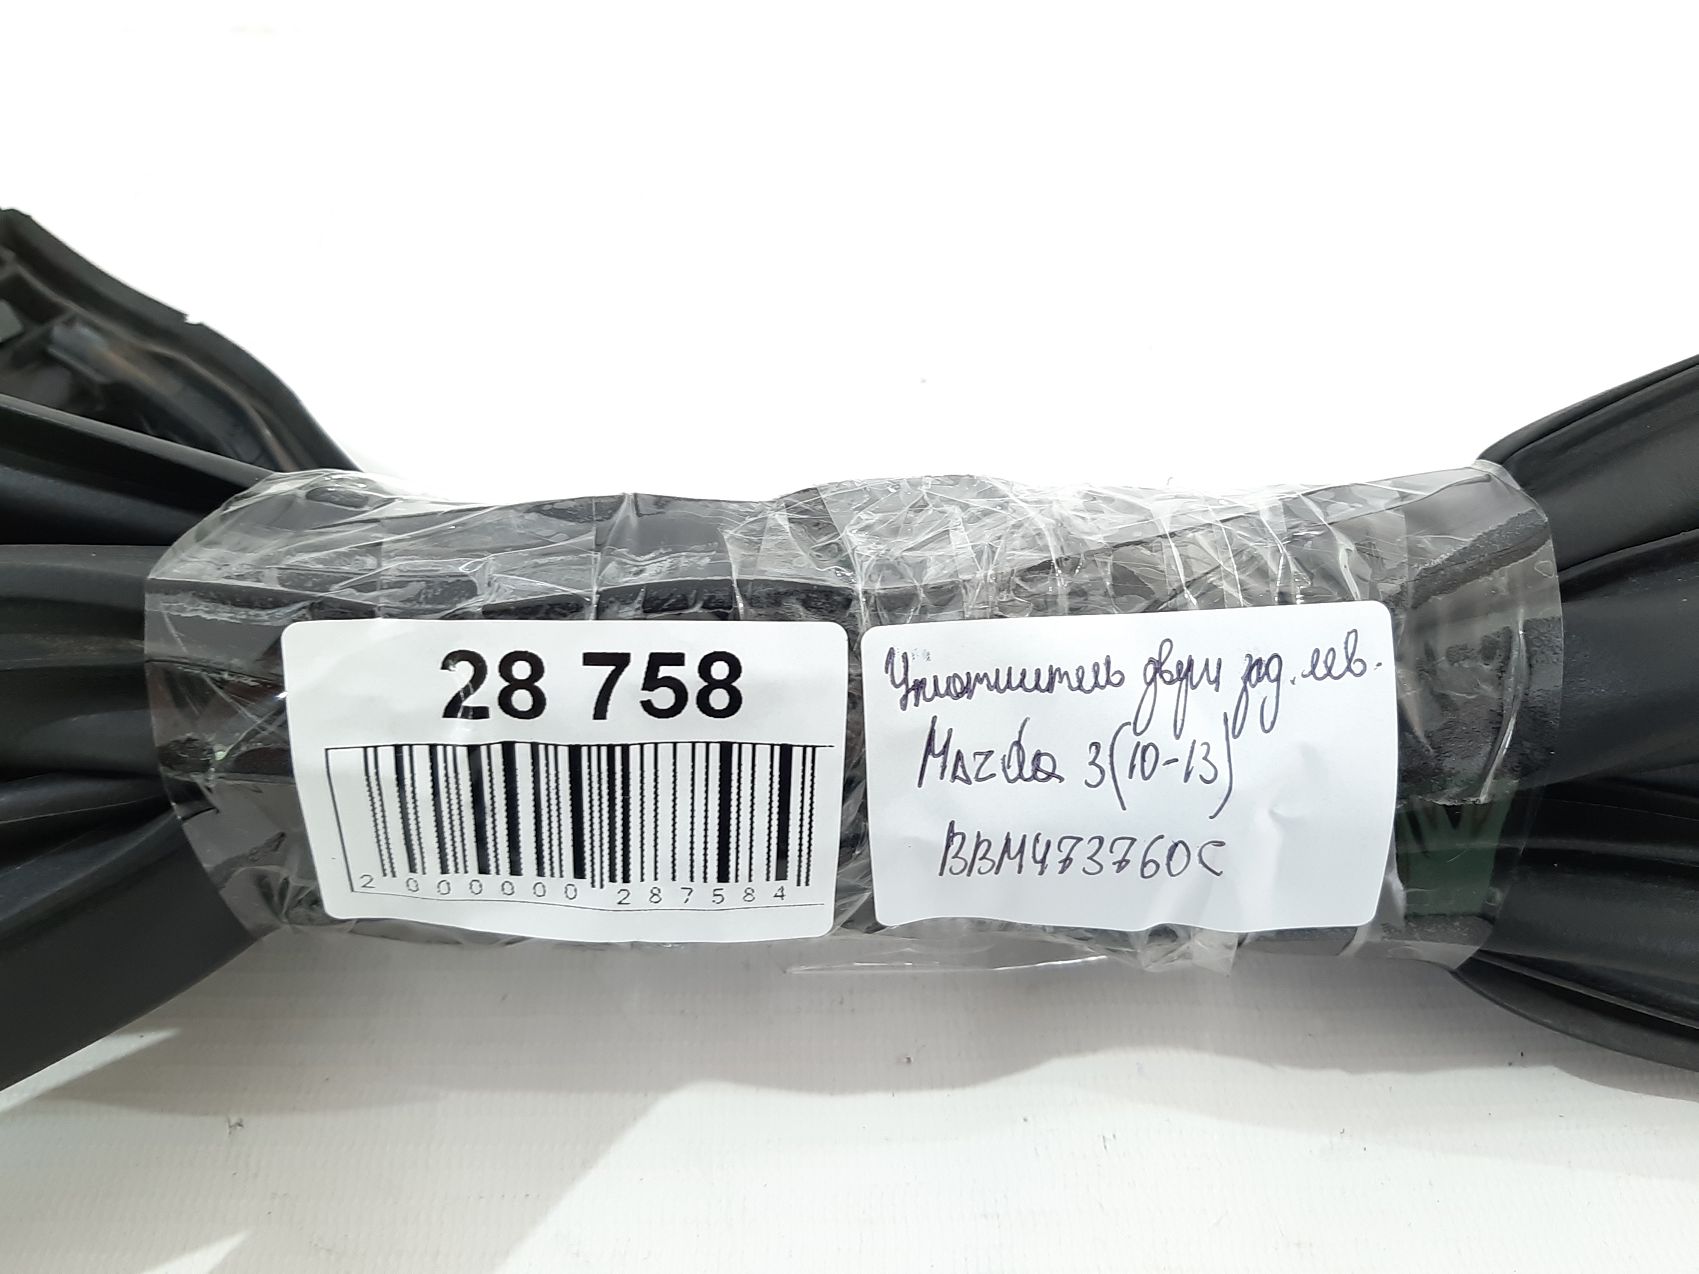 28 758
2 000000 287584
Уплотнитель двери зад. лев.
Mazda 3(10-13)
BBM473760C